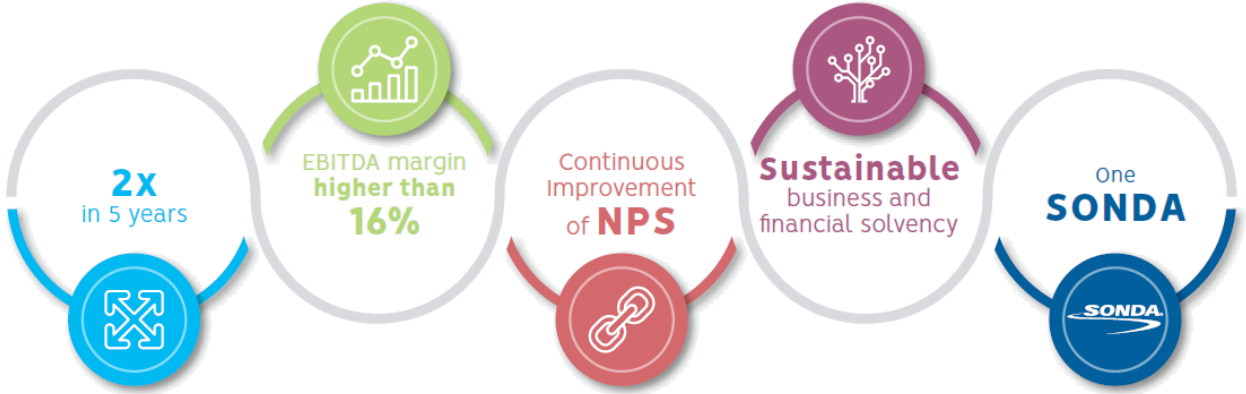 2x
in 5 years
EBITDA margin
higher than
16%
Continuous
Improvement
of NPS
Sustainable
business and
financial solvency
One
SONDA
SONDA